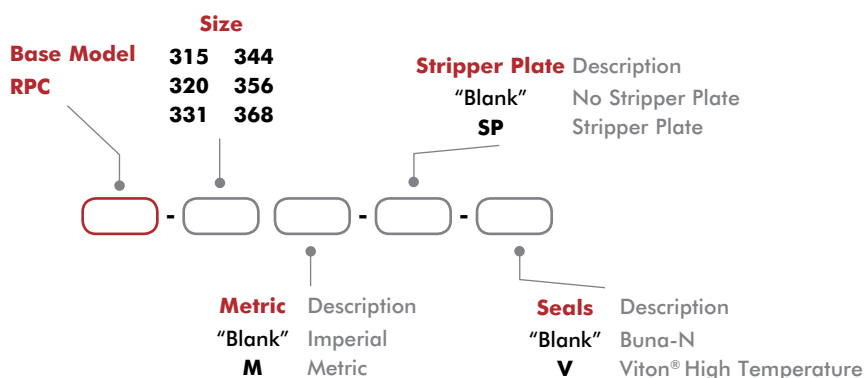 Size
Base Model
RPC
315 344
320 356
331 368
Stripper Plate Description
“Blank” No Stripper Plate
SP Stripper Plate
- - -
Metric Description
“Blank” Imperial
M Metric
Seals Description
“Blank” Buna-N
V Viton® High Temperature